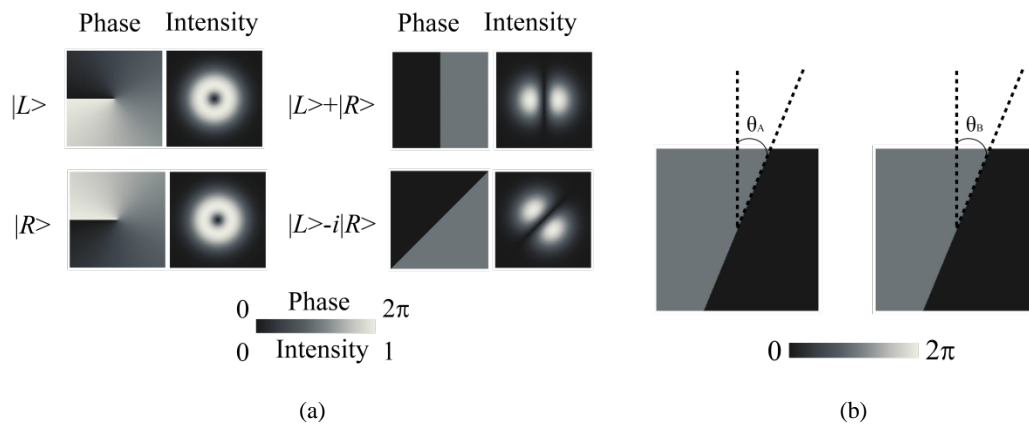 Phase Intensity
Phase Intensity
|L>
|L>+|R>
|R>
|L>-i|R>
0 Phase 2π
0 Intensity 1
(a)
θA
θB
0 2π
(b)